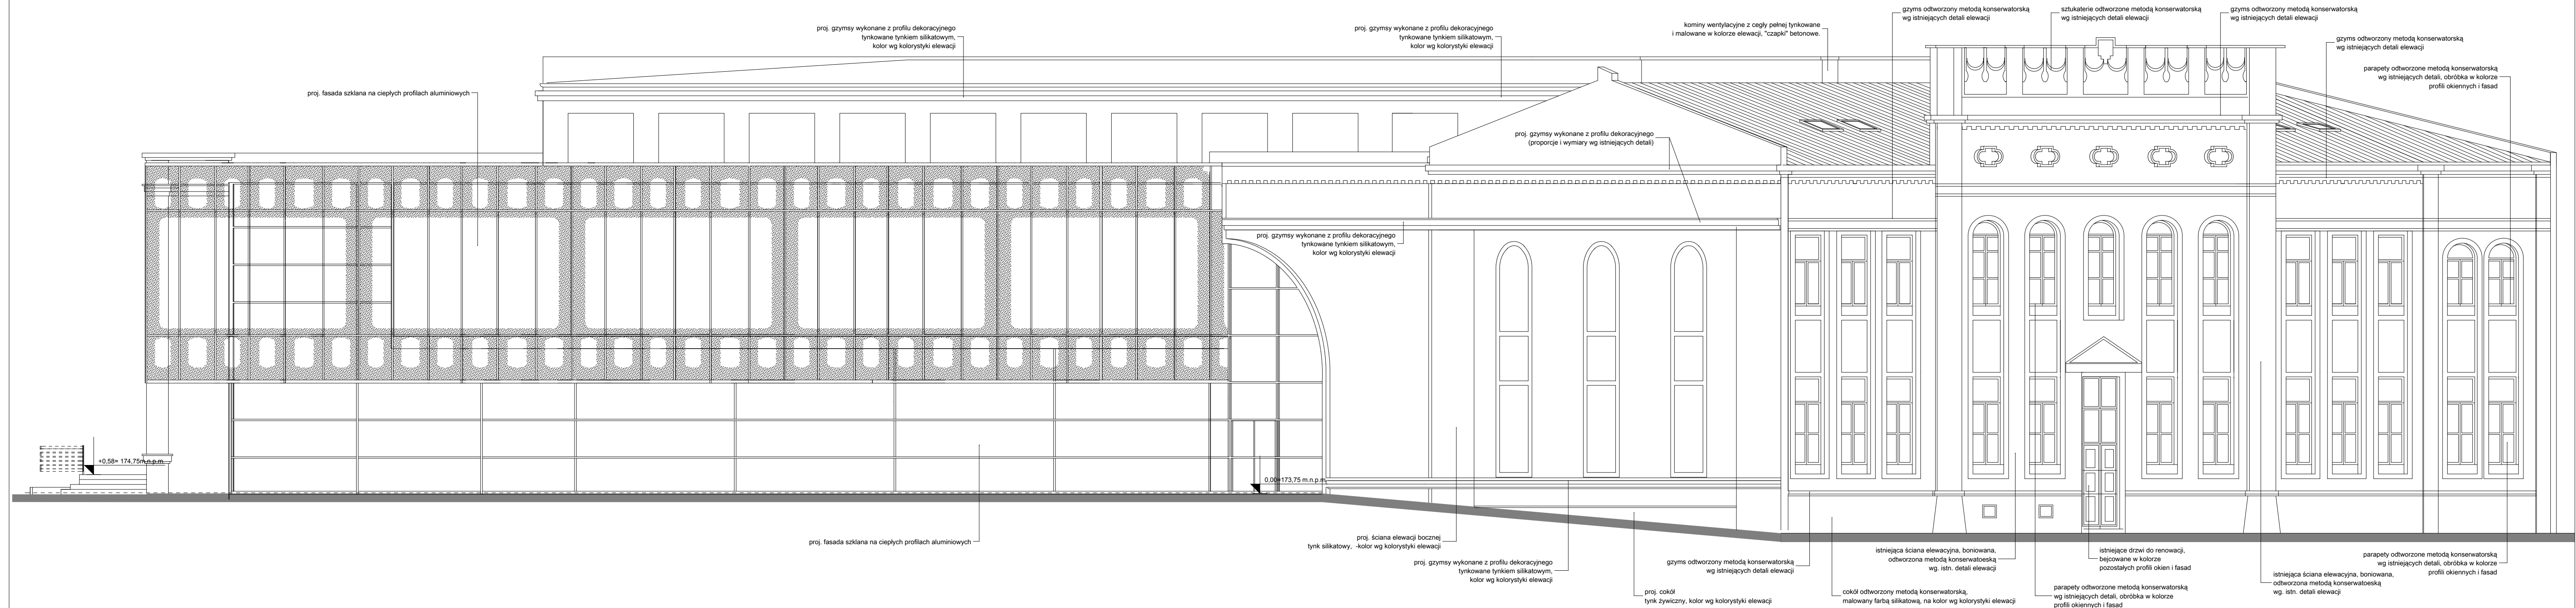 proj. gzymsy wykonane z profilu dekoracyjnego
tynkowane tynkiem silikatowym,
kolor wg kolorystyki elewacji
proj. gzymsy wykonane z profilu dekoracyjnego
tynkowane tynkiem silikatowym,
kolor wg kolorystyki elewacji
kominy wentylacyjne z cegły pełnej tynkowane
i malowane w kolorze elewacji, "czapki" betonowe.
gzyms odtworzony metodą konserwatorską
wg istniejących detali elewacji
sztukaterie odtworzone metodą konserwatorską
wg istniejących detali elewacji
gzyms odtworzony metodą konserwatorską
wg istniejących detali elewacji
gzyms odtworzony metodą konserwatorską
wg istniejących detali elewacji
parapety odtworzone metodą konserwatorską
wg istniejących detali, obróbka w kolorze
profili okiennych i fasad
proj. fasada szklana na ciepłych profilach aluminiowych
proj. gzymsy wykonane z profilu dekoracyjnego
(proporcje i wymiary wg istniejących detali)
proj. gzymsy wykonane z profilu dekoracyjnego
tynkowane tynkiem silikatowym,
kolor wg kolorystyki elewacji
+0,58= 174,75m.n.p.m.
0,00=173,75 m.n.p.m.
proj. fasada szklana na ciepłych profilach aluminiowych
proj. ściana elewacji bocznej
tynk silikatowy, -kolor wg kolorystyki elewacji
proj. gzymsy wykonane z profilu dekoracyjnego
tynkowane tynkiem silikatowym,
kolor wg kolorystyki elewacji
proj. cokół
tynk żywiczny, kolor wg kolorystyki elewacji
gzyms odtworzony metodą konserwatorską
wg istniejących detali elewacji
cokół odtworzony metodą konserwatorską,
malowany farbą silikatową, na kolor wg kolorystyki elewacji
istniejąca ściana elewacyjna, boniowana,
odtworzona metodą konserwatoeską
wg. istn. detali elewacji
parapety odtworzone metodą konserwatorską
wg istniejących detali, obróbka w kolorze
profili okiennych i fasad
istniejące drzwi do renowacji,
bejcowane w kolorze
pozostałych profili okien i fasad
istniejąca ściana elewacyjna, boniowana,
odtworzona metodą konserwatoeską
wg. istn. detali elewacji
parapety odtworzone metodą konserwatorską
wg istniejących detali, obróbka w kolorze
profili okiennych i fasad